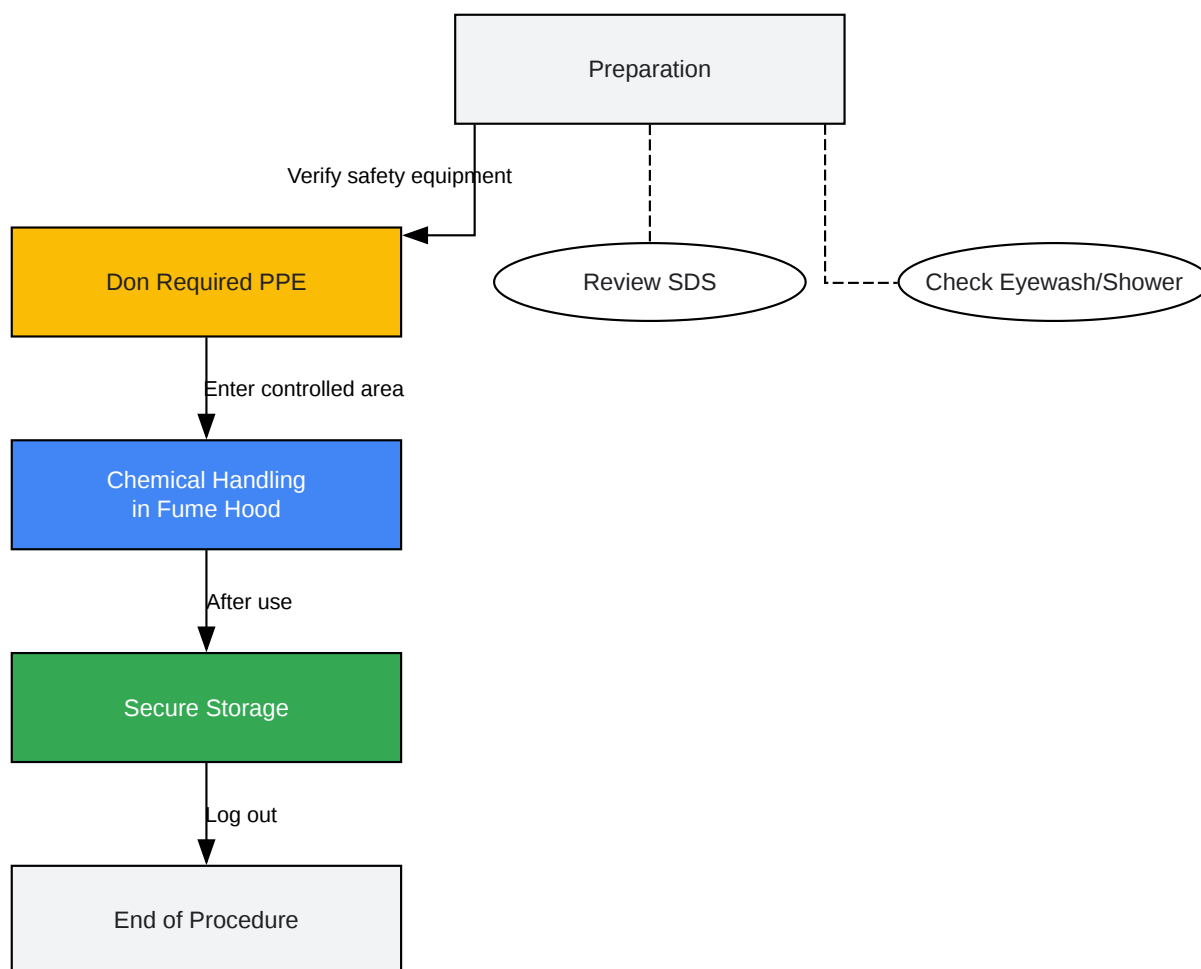 Preparation
Verify safety equipment
Don Required PPE
Review SDS
Check Eyewash/Shower
Enter controlled area
Chemical Handling
in Fume Hood
After use
Secure Storage
Log out
End of Procedure